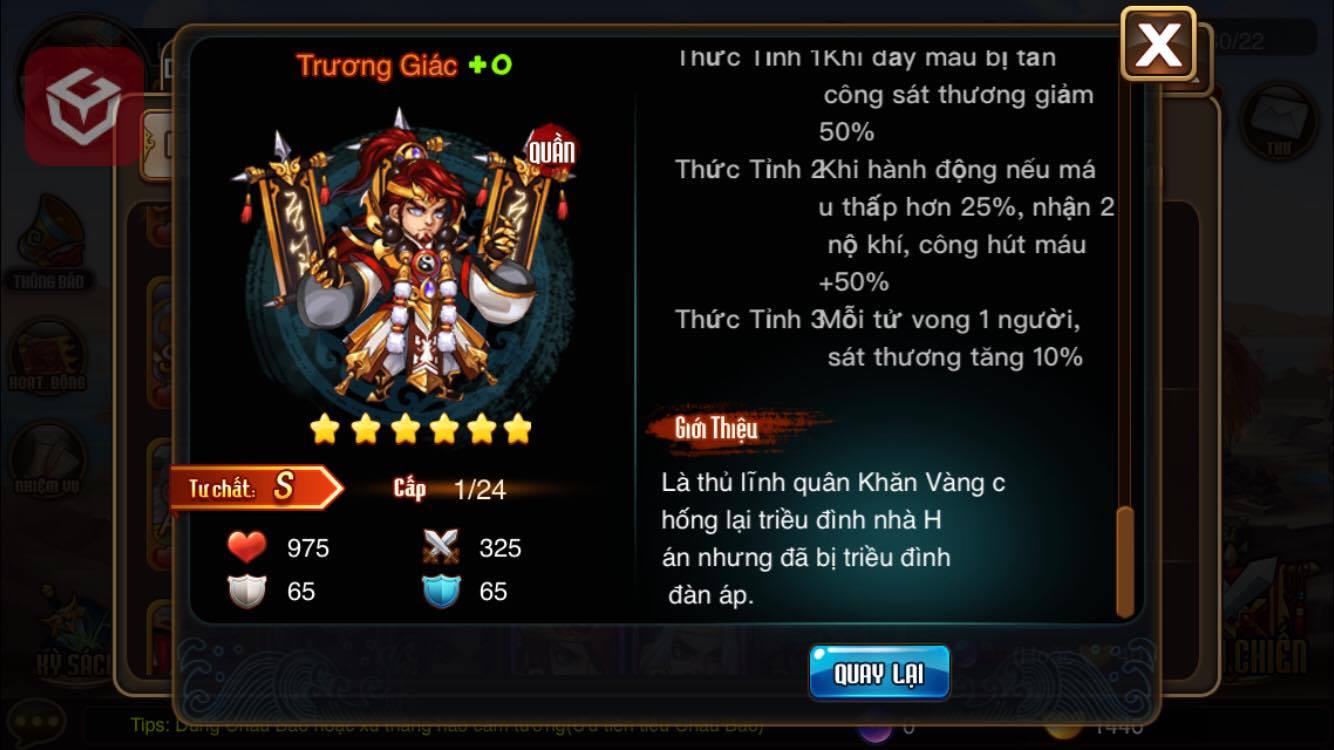 Trương Giác +0
QUẦN
Tư chất: S
Cấp 1/24
975
325
65
65
Thức Tỉnh 1Khi đầy máu bị tấn
công sát thương giảm
50%
Thức Tỉnh 2Khi hành động nếu má
u thấp hơn 25%, nhận 2
nộ khí, công hút máu
+50%
Thức Tỉnh 3Mỗi tử vong 1 người,
sát thương tăng 10%
Giới Thiệu
Là thủ lĩnh quân Khăn Vàng c
hống lại triều đình nhà H
án nhưng đã bị triều đình
đàn áp.
QUAY LẠI
X
THƯ
THÔNG BÁO
HOẠT ĐỘNG
NHIỆM VỤ
KỲ SÁCH
CHIẾN
Tips:
0
1440